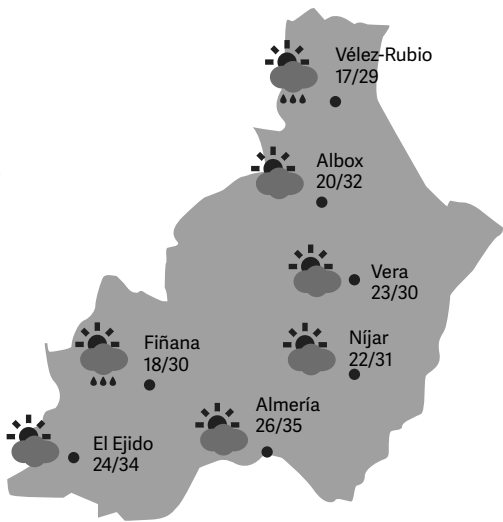 Vélez-Rubio
17/29
Albox
20/32
Vera
23/30
Fiñana
18/30
Níjar
22/31
Almería
26/35
El Ejido
24/34